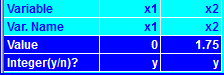 Variable x1 x2
Var. Name x1 x2
Value 0 1.75
Integer(y/n)? y y